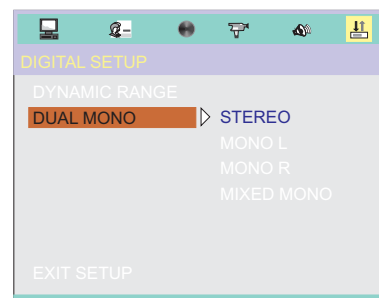 DIGITAL SETUP
DYNAMIC RANGE
DUAL MONO STEREO
MONO L
MONO R
MIXED MONO
EXIT SETUP